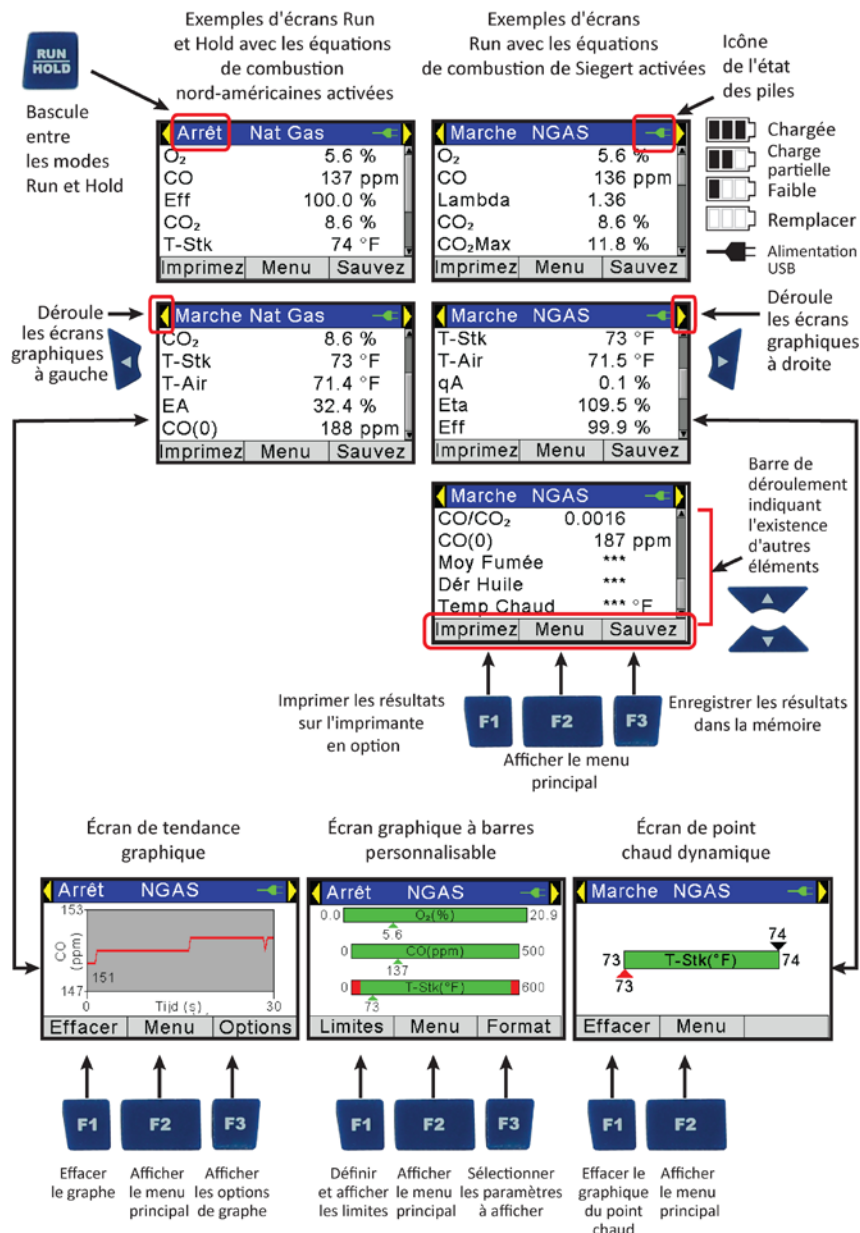 Exemples d'écrans Run
et Hold avec les équations
de combustion
nord-américaines activées
Exemples d'écrans
Run avec les équations
de combustion de Siegert activées
Icône
de l'état
des piles
RUN
HOLD
Bascule
entre
les modes
Run et Hold
Arrêt Nat Gas
O₂ 5.6 %
CO 137 ppm
Eff 100.0 %
CO₂ 8.6 %
T-Stk 74 °F
Imprimez Menu Sauvez
Marche NGAS
O₂ 5.6 %
CO 136 ppm
Lambda 1.36
CO₂ 8.6 %
CO₂Max 11.8 %
Imprimez Menu Sauvez
Chargée
Charge
partielle
Faible
Remplacer
Alimentation
USB
Déroule
les écrans
graphiques
à gauche
Marche Nat Gas
CO₂ 8.6 %
T-Stk 73 °F
T-Air 71.4 °F
EA 32.4 %
CO(0) 188 ppm
Imprimez Menu Sauvez
Marche NGAS
T-Stk 73 °F
T-Air 71.5 °F
qA 0.1 %
Eta 109.5 %
Eff 99.9 %
Imprimez Menu Sauvez
Déroule
les écrans
graphiques
à droite
Marche NGAS
CO/CO₂ 0.0016
CO(0) 187 ppm
Moy Fumée ***
Dér Huile ***
Temp Chaud *** °F
Imprimez Menu Sauvez
Barre de
déroulement
indiquant
l'existence
d'autres
éléments
Imprimer les résultats
sur l'imprimante
en option
F1
F2
F3
Enregistrer les résultats
dans la mémoire
Afficher le menu
principal
Écran de tendance
graphique
Arrêt NGAS
153
CO
(ppm)
151
147
0 Tijd (s) 30
Effacer Menu Options
F1
F2
F3
Effacer
le graphe
Afficher
le menu
principal
Afficher
les options
de graphe
Écran graphique à barres
personnalisable
Arrêt NGAS
0.0 O₂(%) 20.9
5.6
0 CO(ppm) 500
137
0 T-Stk(°F) 600
73
Limites Menu Format
F1
F2
F3
Définir
et afficher
les limites
Afficher
le menu
principal
Sélectionner
les paramètres
à afficher
Écran de point
chaud dynamique
Marche NGAS
74
73 T-Stk(°F) 74
73
Effacer Menu
F1
F2
Effacer le
graphique
du point
chaud
Afficher
le menu
principal